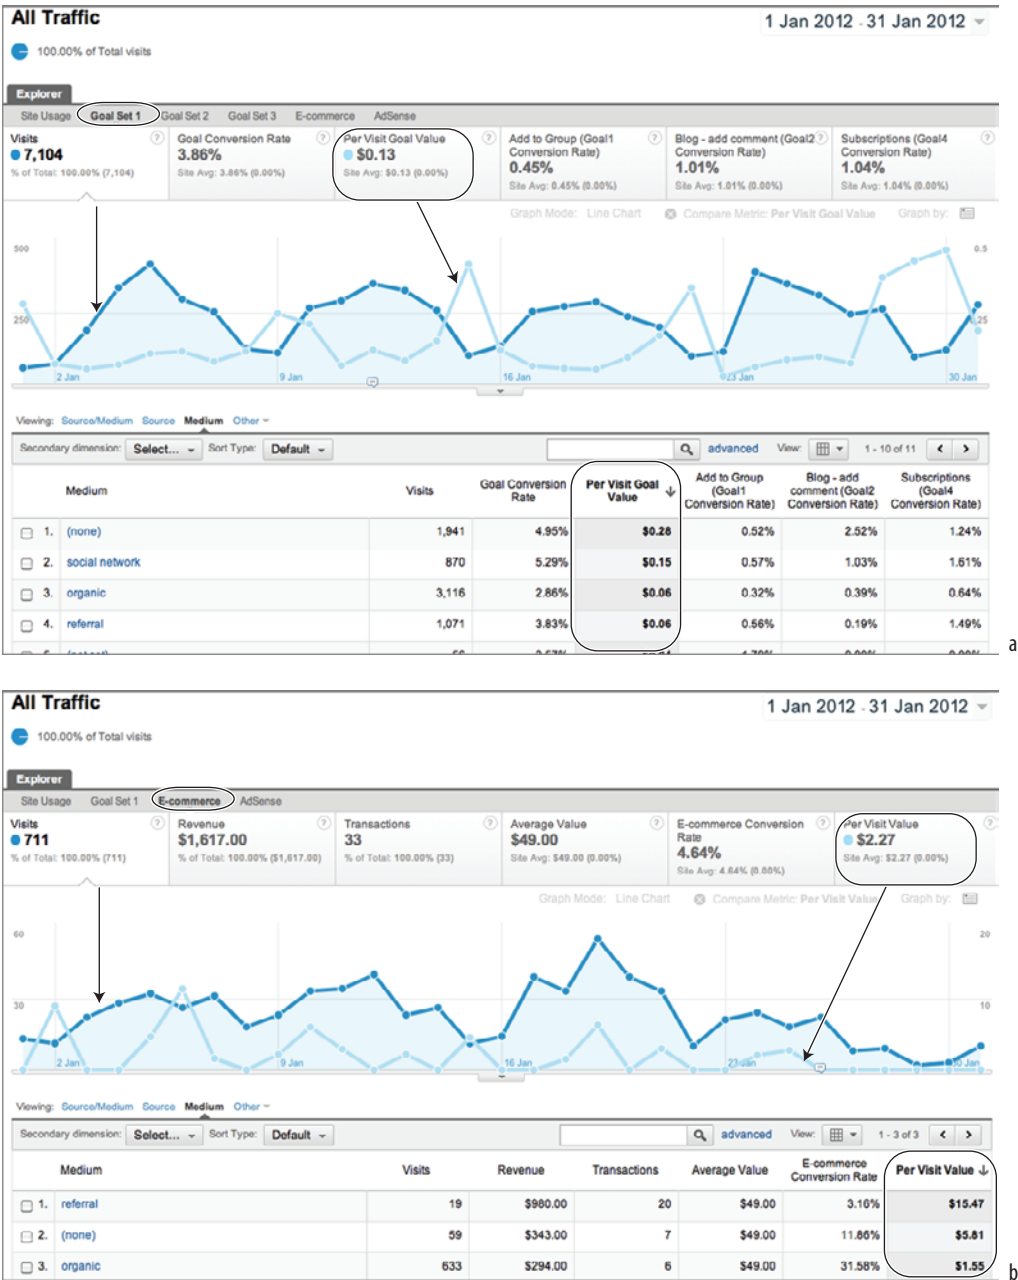 All Traffic
1 Jan 2012 - 31 Jan 2012
100.00% of Total visits
Explorer
Site Usage Goal Set 1 Goal Set 2 Goal Set 3 E-commerce AdSense
Visits
7,104
% of Total: 100.00% (7,104)
Goal Conversion Rate
3.86%
Site Avg: 3.86% (0.00%)
Per Visit Goal Value
$0.13
Site Avg: $0.13 (0.00%)
Add to Group (Goal1
Conversion Rate)
0.45%
Site Avg: 0.45% (0.00%)
Blog - add comment (Goal2
Conversion Rate)
1.01%
Site Avg: 1.01% (0.00%)
Subscriptions (Goal4
Conversion Rate)
1.04%
Site Avg: 1.04% (0.00%)
Graph Mode: Line Chart Compare Metric: Per Visit Goal Value Graph by:
500 0.5
250 .25
2 Jan 9 Jan 16 Jan 23 Jan 30 Jan
Viewing: Source/Medium Source Medium Other
Secondary dimension: Select... Sort Type: Default advanced View: 1 - 10 of 11
Medium Visits Goal Conversion Rate Per Visit Goal Value Add to Group (Goal1 Conversion Rate) Blog - add comment (Goal2 Conversion Rate) Subscriptions (Goal4 Conversion Rate)
1. (none) 1,941 4.95% $0.28 0.52% 2.52% 1.24%
2. social network 870 5.29% $0.15 0.57% 1.03% 1.61%
3. organic 3,116 2.86% $0.06 0.32% 0.39% 0.64%
4. referral 1,071 3.83% $0.06 0.56% 0.19% 1.49%
a
All Traffic
1 Jan 2012 - 31 Jan 2012
100.00% of Total visits
Explorer
Site Usage Goal Set 1 E-commerce AdSense
Visits
711
% of Total: 100.00% (711)
Revenue
$1,617.00
% of Total: 100.00% ($1,617.00)
Transactions
33
% of Total: 100.00% (33)
Average Value
$49.00
Site Avg: $49.00 (0.00%)
E-commerce Conversion
Rate
4.64%
Site Avg: 4.64% (0.00%)
Per Visit Value
$2.27
Site Avg: $2.27 (0.00%)
Graph Mode: Line Chart Compare Metric: Per Visit Value Graph by:
60 20
30 10
2 Jan 9 Jan 16 Jan 23 Jan 30 Jan
Viewing: Source/Medium Source Medium Other
Secondary dimension: Select... Sort Type: Default advanced View: 1 - 3 of 3
Medium Visits Revenue Transactions Average Value E-commerce Conversion Rate Per Visit Value
1. referral 19 $980.00 20 $49.00 3.16% $15.47
2. (none) 59 $343.00 7 $49.00 11.86% $5.81
3. organic 633 $294.00 6 $49.00 31.58% $1.55
b